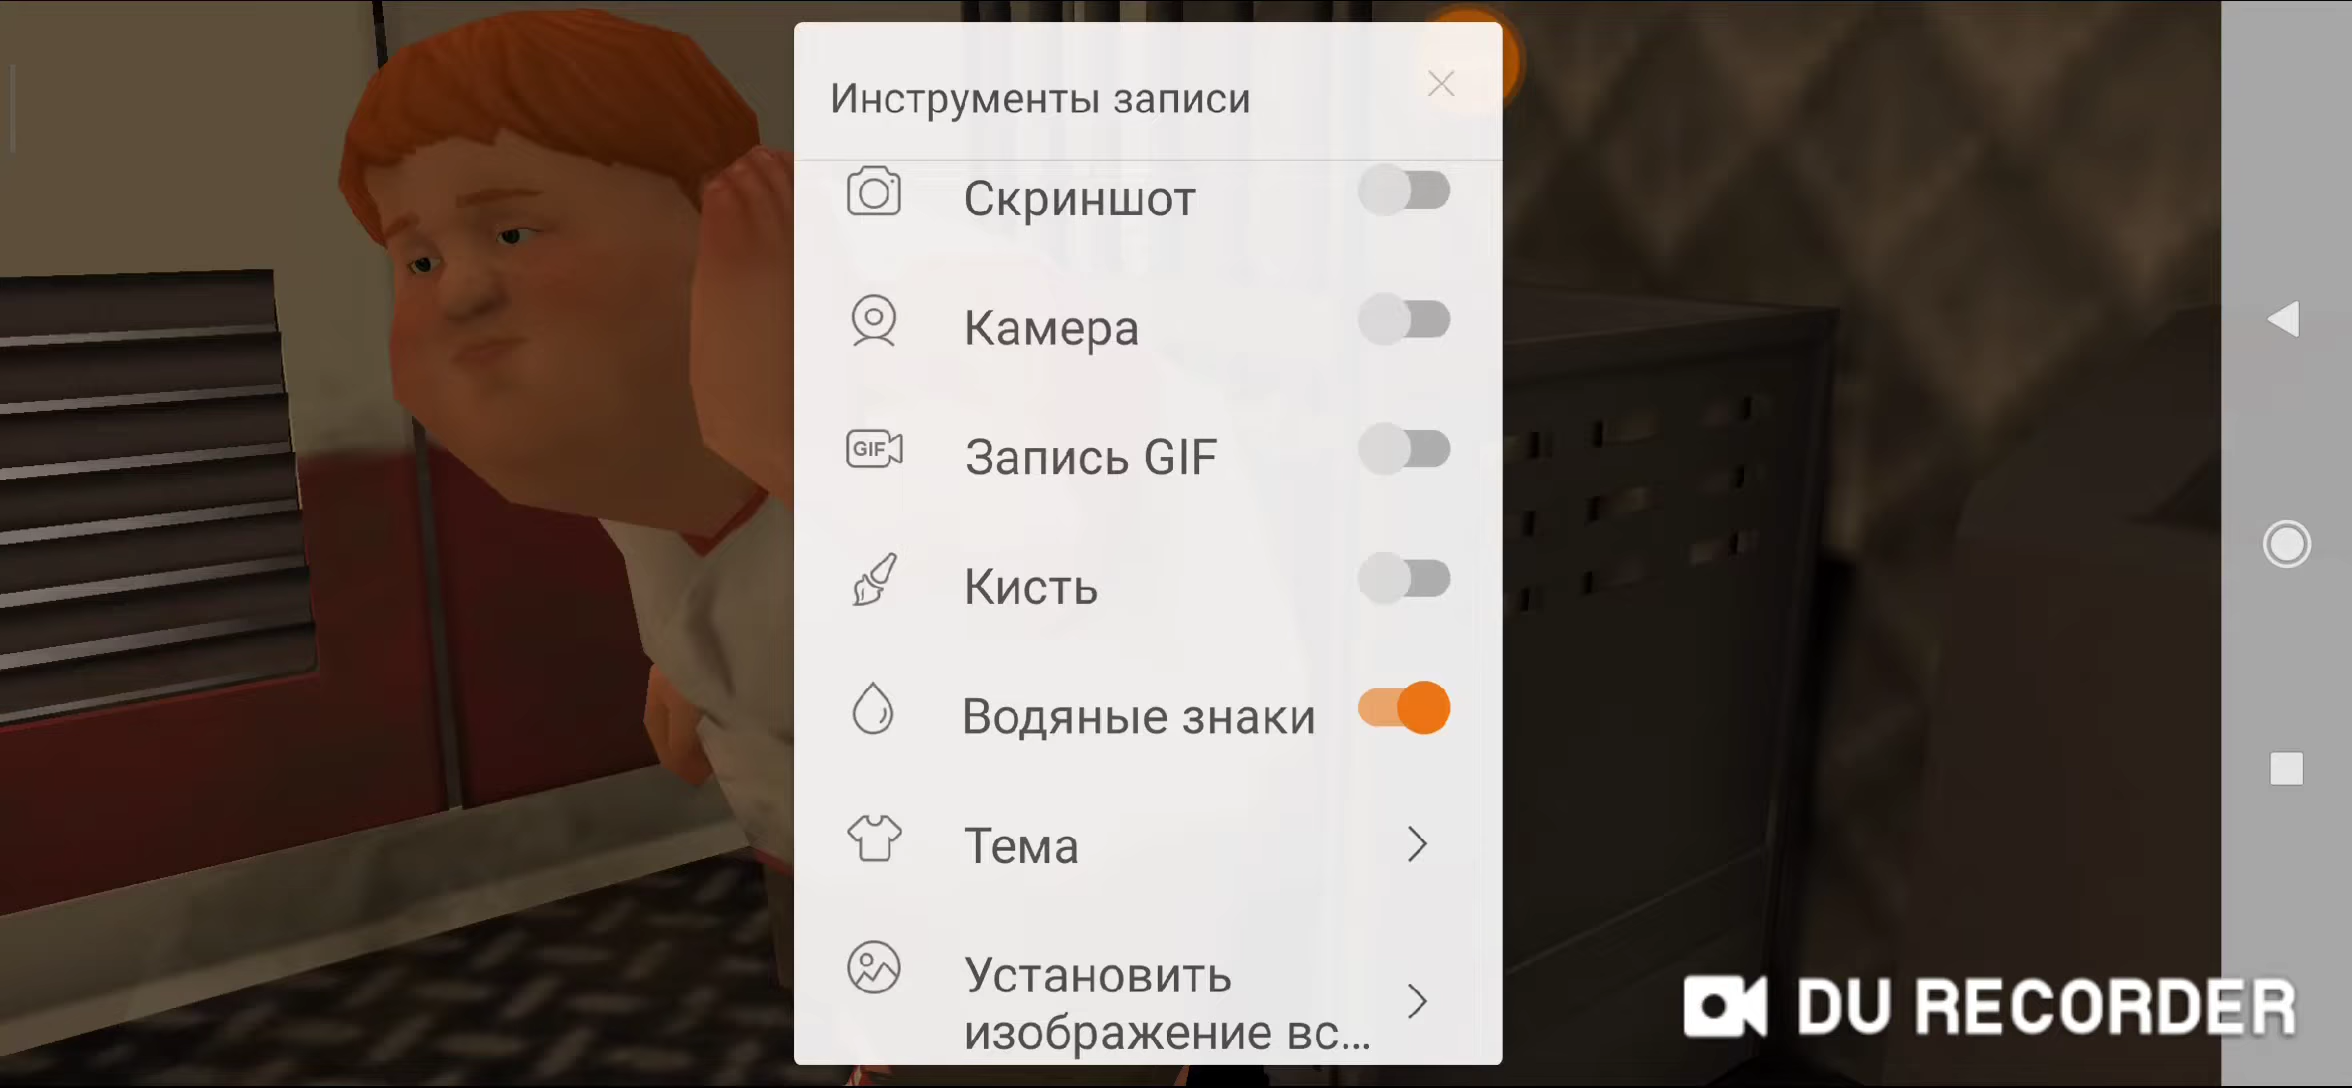 Инструменты записи
Скриншот
Камера
GIF
Запись GIF
Кисть
Водяные знаки
Тема
Установить
изображение вс...
DU RECORDER